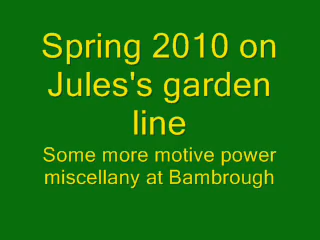 Spring 2010 on
Jules's garden
line
Some more motive power
miscellany at Bambrough